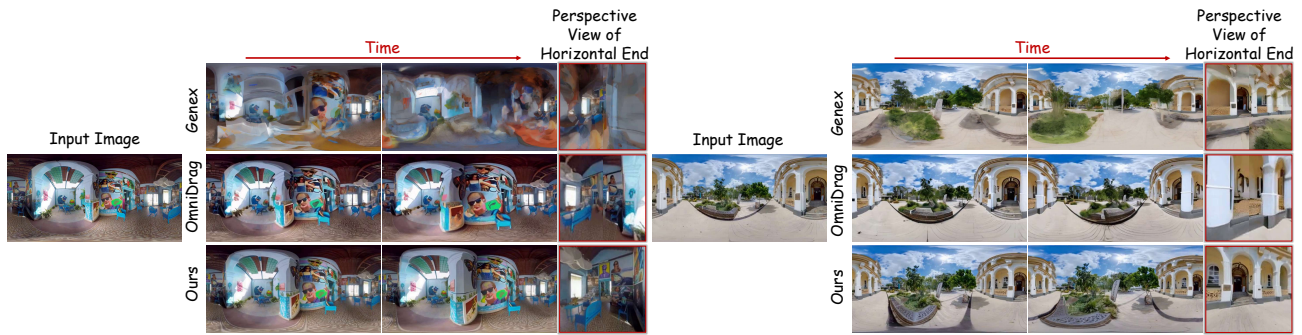 Perspective
View of
Horizontal End
Time
Genex
Input Image
OmniDrag
Ours
Perspective
View of
Horizontal End
Time
Genex
Input Image
OmniDrag
Ours